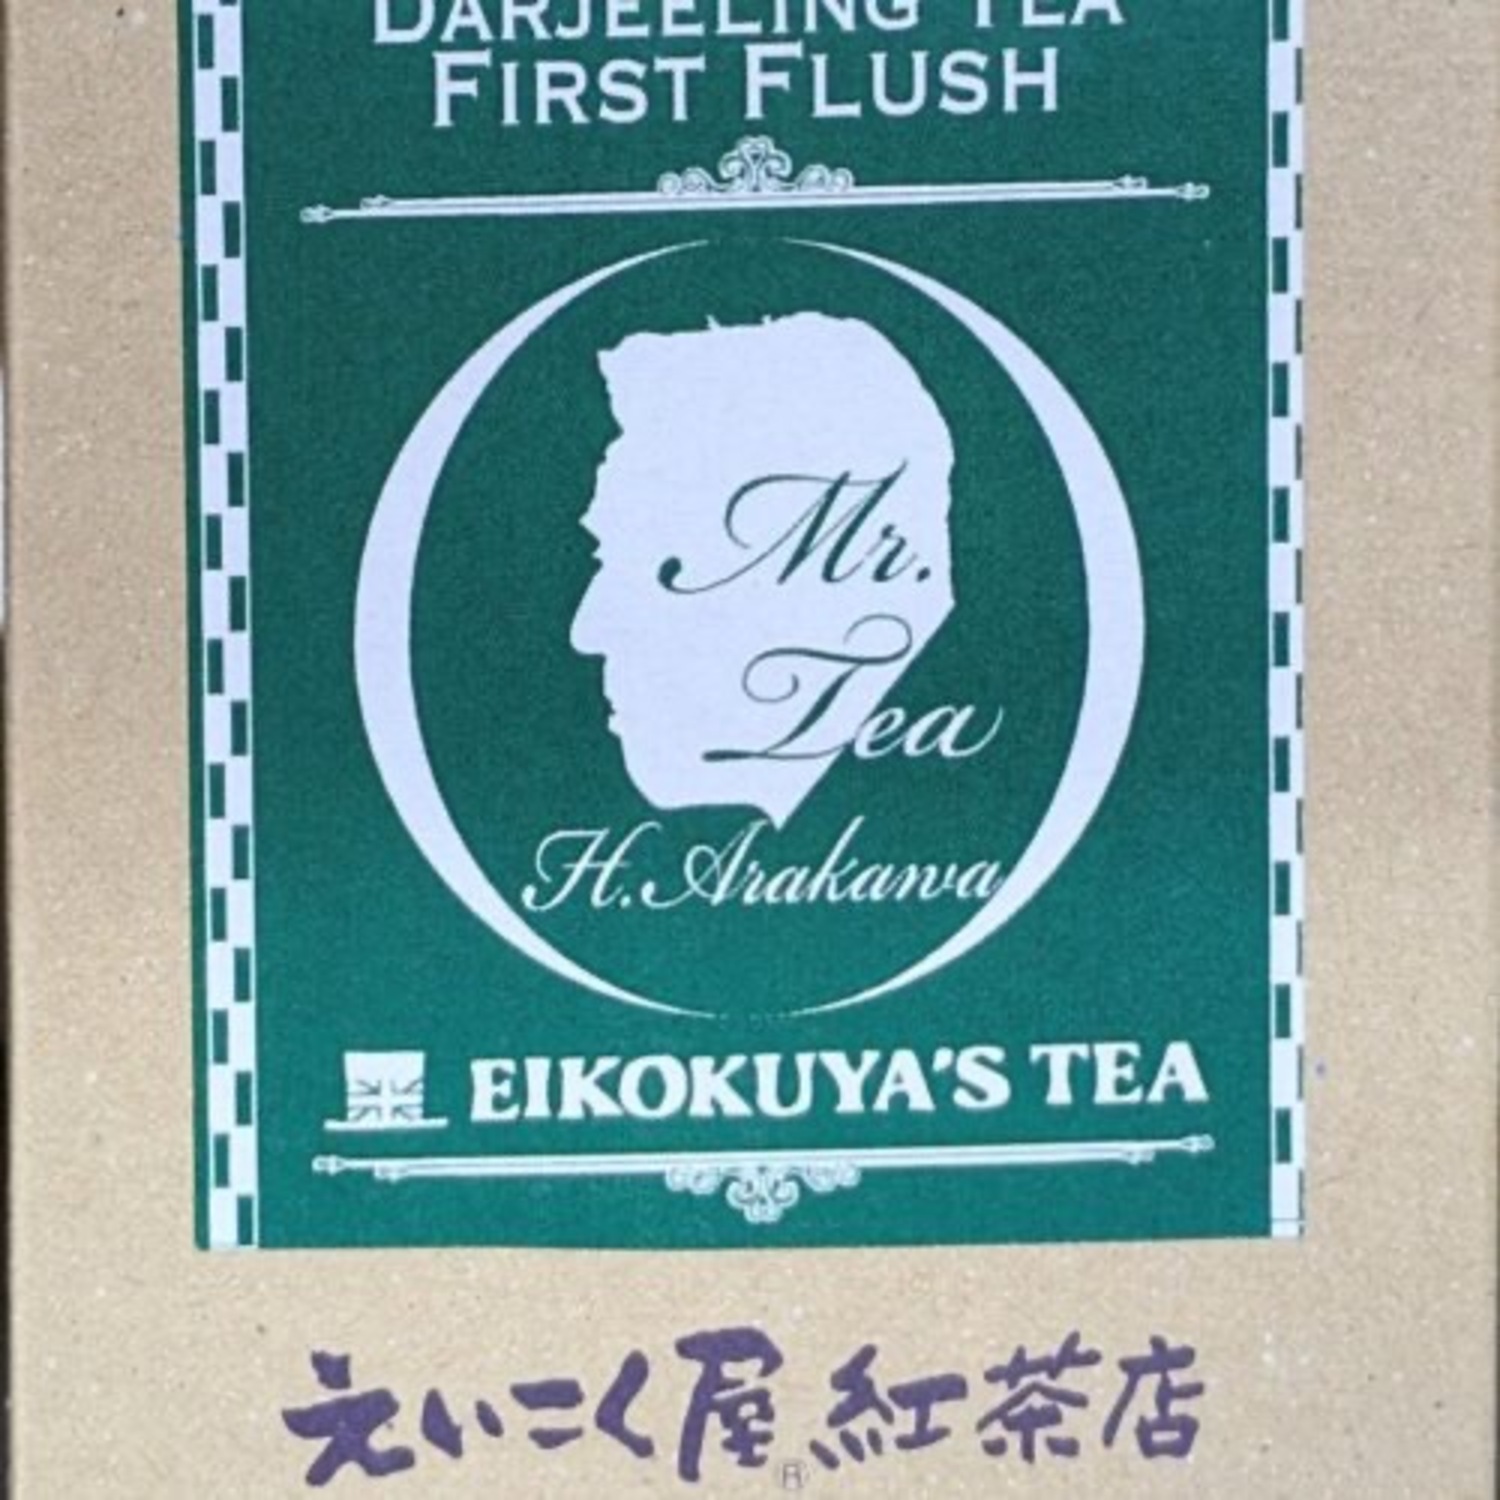 DARJEELING TEA
FIRST FLUSH
Mr.
Tea
H. Arakawa
EIKOKUYA'S TEA
えいこく屋®紅茶店